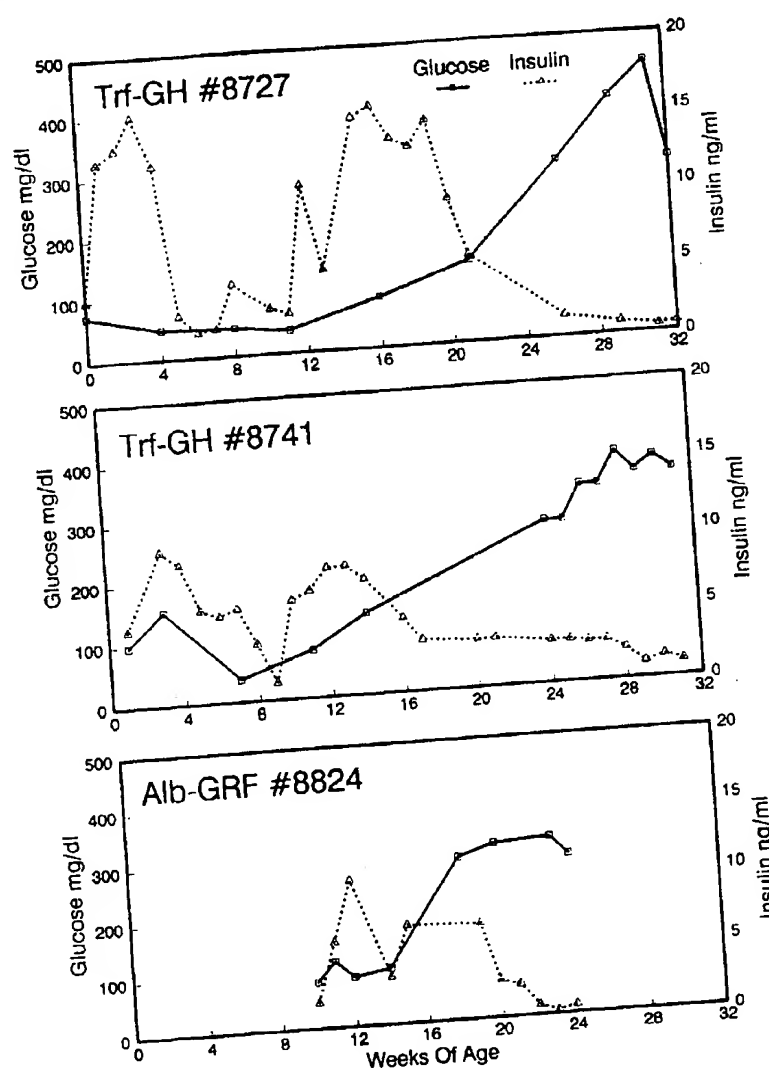 Trf-GH #8727
Glucose Insulin
Glucose mg/dl
500
400
300
200
100
0
Insulin ng/ml
20
15
10
5
0
0 4 8 12 16 20 24 28 32
Trf-GH #8741
Glucose mg/dl
500
400
300
200
100
0
Insulin ng/ml
20
15
10
5
0
0 4 8 12 16 20 24 28 32
Alb-GRF #8824
Glucose mg/dl
500
400
300
200
100
0
Insulin ng/ml
20
15
10
5
0
0 4 8 12 16 20 24 28 32
Weeks Of Age